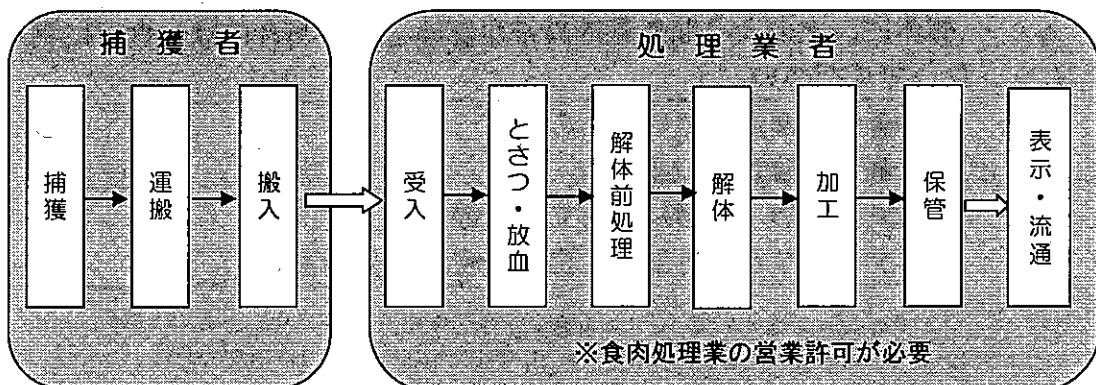 捕獲者
捕獲
運搬
搬入
処理業者
受入
とさつ・放血
解体前処理
解体
加工
保管
表示・流通
※食肉処理業の営業許可が必要